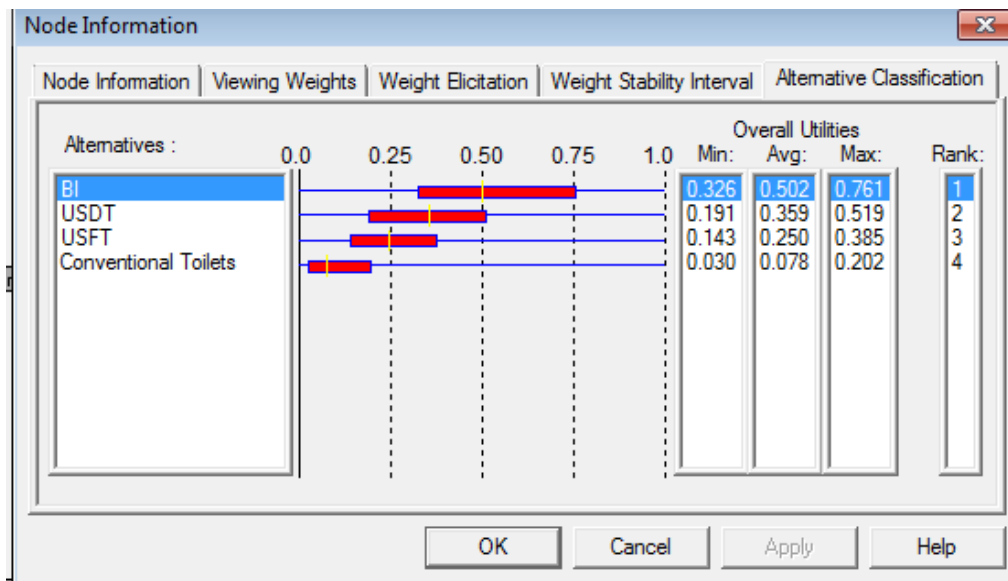 Node Information
Node Information Viewing Weights Weight Elicitation Weight Stability Interval Alternative Classification
Overall Utilities
Alternatives : 0.0 0.25 0.50 0.75 1.0 Min: Avg: Max: Rank:
BI 0.326 0.502 0.761 1
USDT 0.191 0.359 0.519 2
USFT 0.143 0.250 0.385 3
Conventional Toilets 0.030 0.078 0.202 4
OK Cancel Apply Help